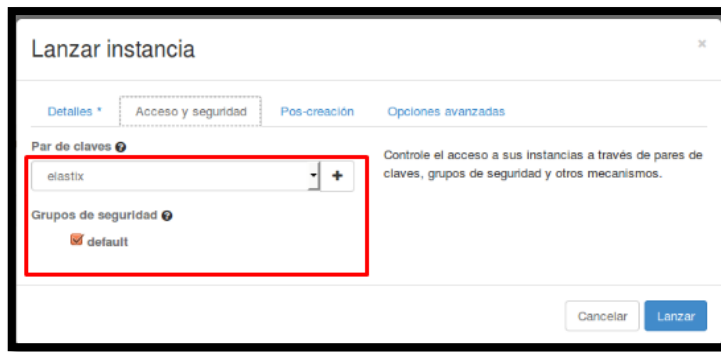 Lanzar instancia
×
Detalles *
Acceso y seguridad
Pos-creación
Opciones avanzadas
Par de claves
elastix
+
Grupos de seguridad
default
Controle el acceso a sus instancias a través de pares de
claves, grupos de seguridad y otros mecanismos.
Cancelar
Lanzar